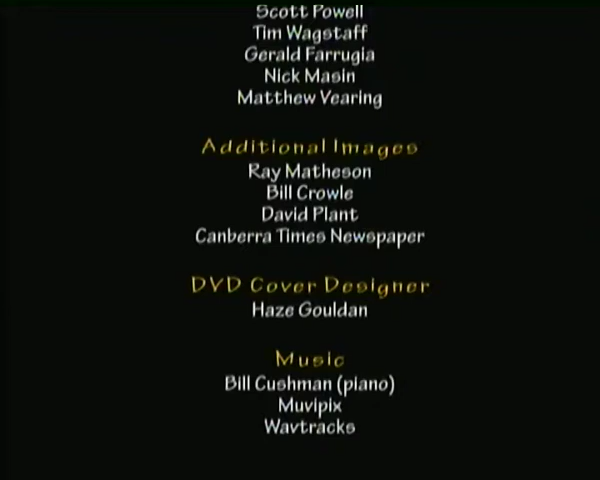 Scott Powell
Tim Wagstaff
Gerald Farrugia
Nick Masin
Matthew Vearing
Additional Images
Ray Matheson
Bill Crowle
David Plant
Canberra Times Newspaper
DVD Cover Designer
Haze Gouldan
Music
Bill Cushman (piano)
Muvipix
Wavtracks